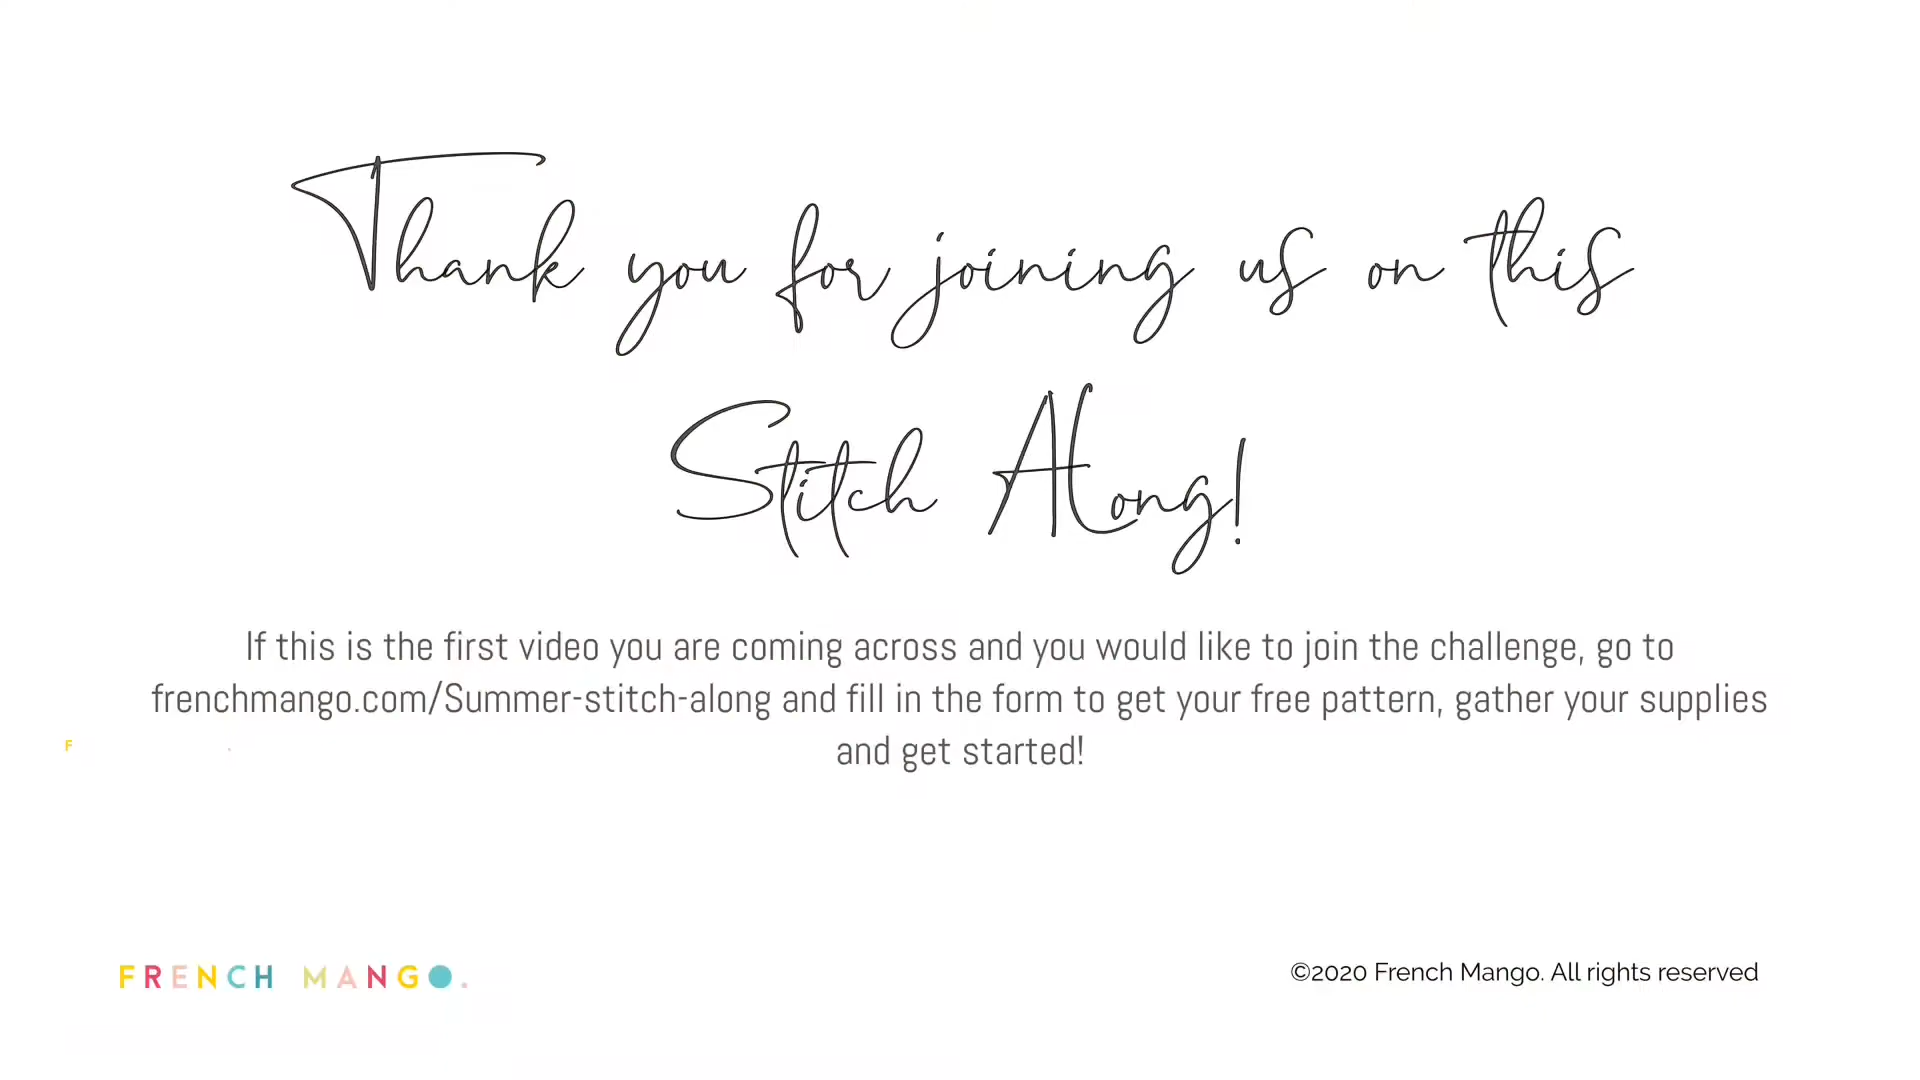 Thank you for joining us on this
Stitch Along!
If this is the first video you are coming across and you would like to join the challenge, go to
frenchmango.com/Summer-stitch-along and fill in the form to get your free pattern, gather your supplies
and get started!
F
FRENCH MANGO.
©2020 French Mango. All rights reserved